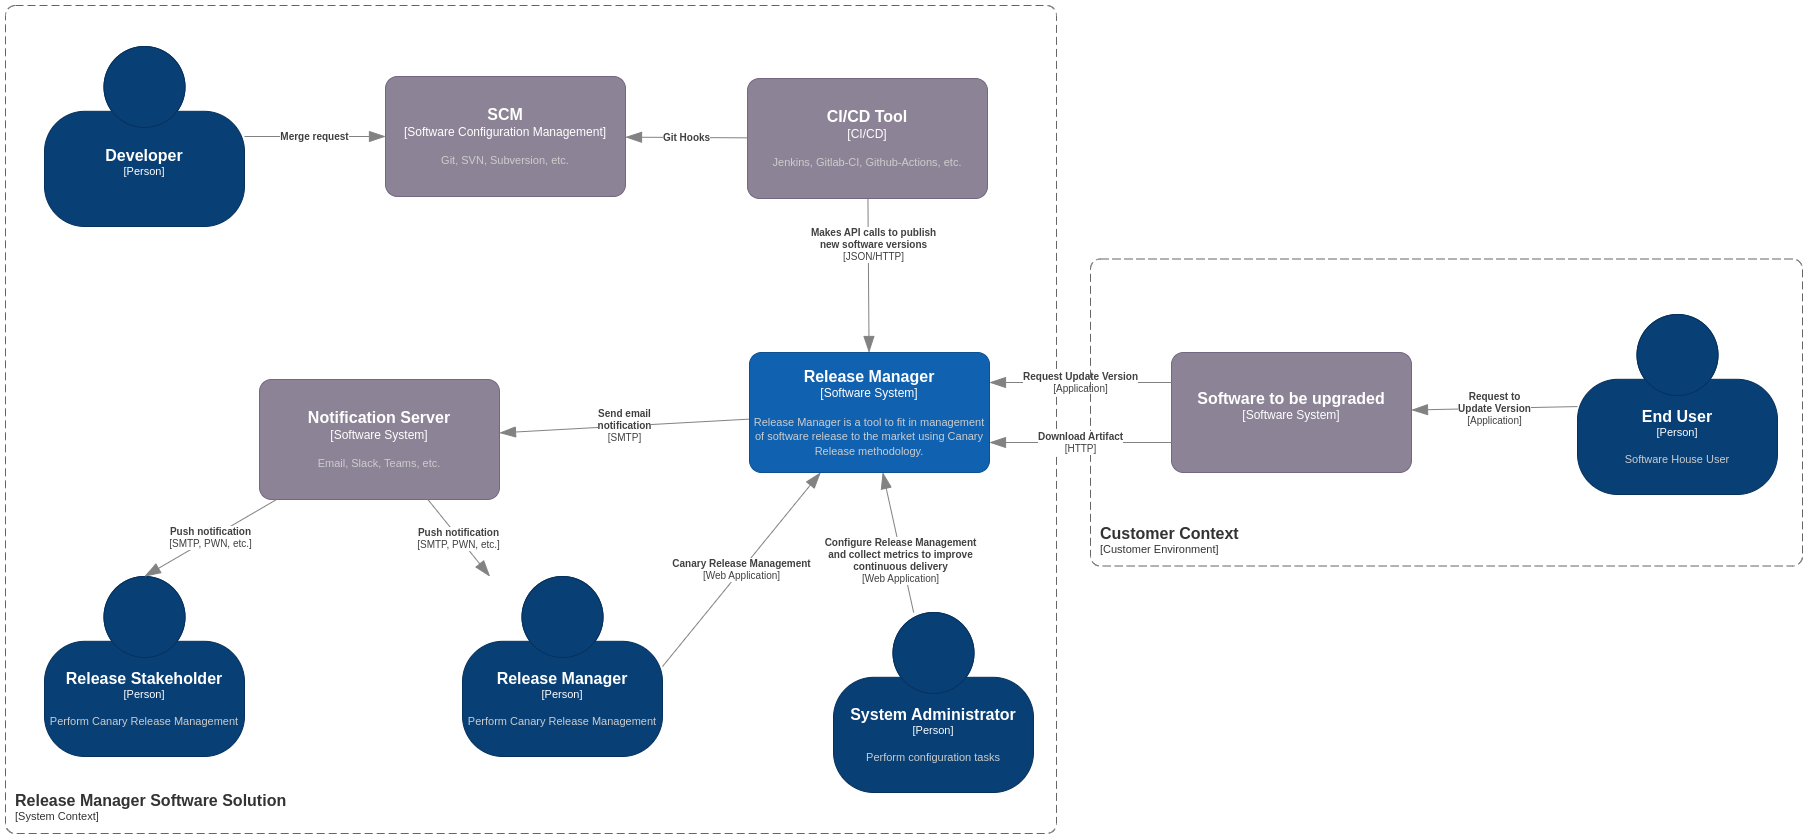 Developer
[Person]
Merge request
SCM
[Software Configuration Management]
Git, SVN, Subversion, etc.
Git Hooks
CI/CD Tool
[CI/CD]
Jenkins, Gitlab-CI, Github-Actions, etc.
Makes API calls to publish
new software versions
[JSON/HTTP]
Notification Server
[Software System]
Email, Slack, Teams, etc.
Send email
notification
[SMTP]
Release Manager
[Software System]
Release Manager is a tool to fit in management
of software release to the market using Canary
Release methodology.
Request Update Version
[Application]
Download Artifact
[HTTP]
Software to be upgraded
[Software System]
Request to
Update Version
[Application]
End User
[Person]
Software House User
Customer Context
[Customer Environment]
Push notification
[SMTP, PWN, etc.]
Push notification
[SMTP, PWN, etc.]
Canary Release Management
[Web Application]
Configure Release Management
and collect metrics to improve
continuous delivery
[Web Application]
Release Stakeholder
[Person]
Perform Canary Release Management
Release Manager
[Person]
Perform Canary Release Management
System Administrator
[Person]
Perform configuration tasks
Release Manager Software Solution
[System Context]